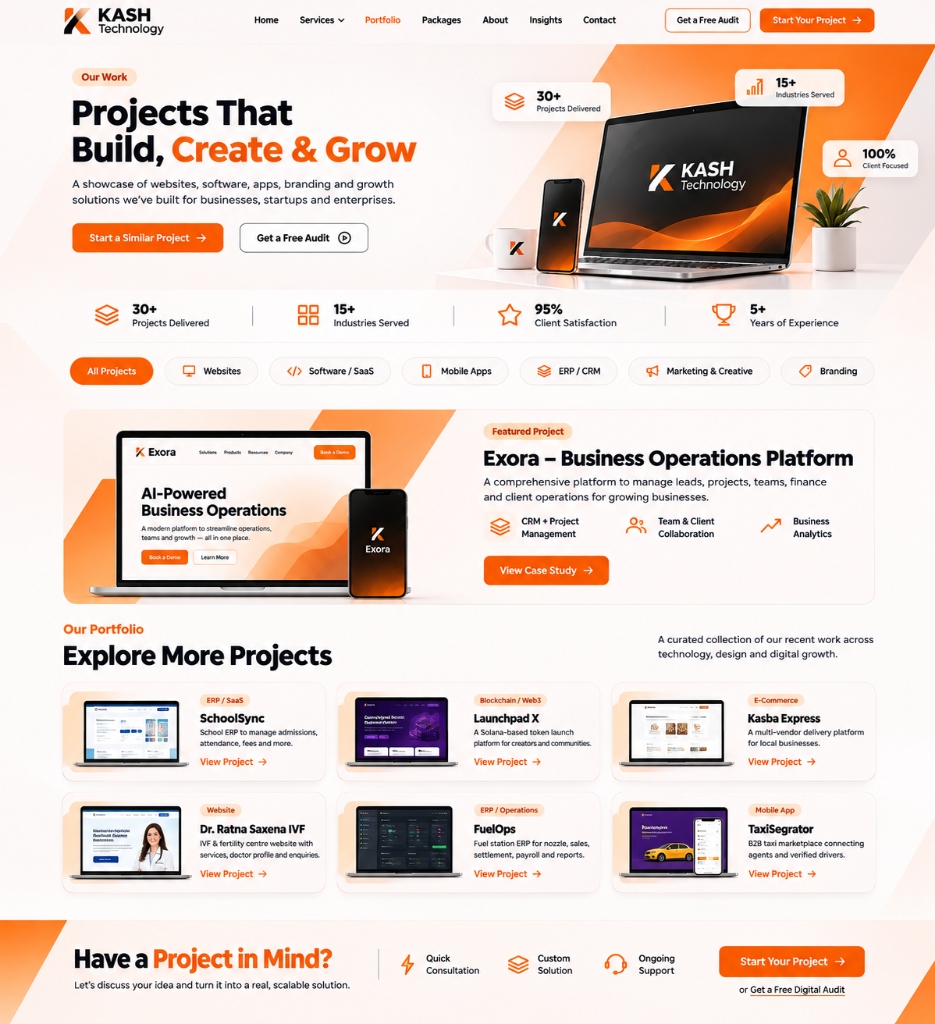 KASH
Technology
Home
Services
Portfolio
Packages
About
Insights
Contact
Get a Free Audit
Start Your Project
Our Work
Projects That
Build, Create & Grow
A showcase of websites, software, apps, branding and growth
solutions we've built for businesses, startups and enterprises.
Start a Similar Project
Get a Free Audit
30+
Projects Delivered
15+
Industries Served
100%
Client Focused
KASH
Technology
30+
Projects Delivered
15+
Industries Served
95%
Client Satisfaction
5+
Years of Experience
All Projects
Websites
Software / SaaS
Mobile Apps
ERP / CRM
Marketing & Creative
Branding
Exora
Solutions
Products
Resources
Company
Book a Demo
AI-Powered
Business Operations
A modern platform to streamline operations,
teams and growth — all in one place.
Book a Demo
Learn More
Exora
Featured Project
Exora – Business Operations Platform
A comprehensive platform to manage leads, projects, teams, finance
and client operations for growing businesses.
CRM + Project
Management
Team & Client
Collaboration
Business
Analytics
View Case Study
Our Portfolio
Explore More Projects
A curated collection of our recent work across
technology, design and digital growth.
ERP / SaaS
SchoolSync
School ERP to manage admissions,
attendance, fees and more.
View Project
Blockchain / Web3
Launchpad X
A Solana-based token launch
platform for creators and communities.
View Project
E-Commerce
Kasba Express
A multi-vendor delivery platform
for local businesses.
View Project
Website
Dr. Ratna Saxena IVF
IVF & fertility centre website with
services, doctor profile and enquiries.
View Project
ERP / Operations
FuelOps
Fuel station ERP for nozzle, sales,
settlement, payroll and reports.
View Project
Mobile App
TaxiSegrator
B2B taxi marketplace connecting
agents and verified drivers.
View Project
Have a Project in Mind?
Let's discuss your idea and turn it into a real, scalable solution.
Quick
Consultation
Custom
Solution
Ongoing
Support
Start Your Project
or Get a Free Digital Audit